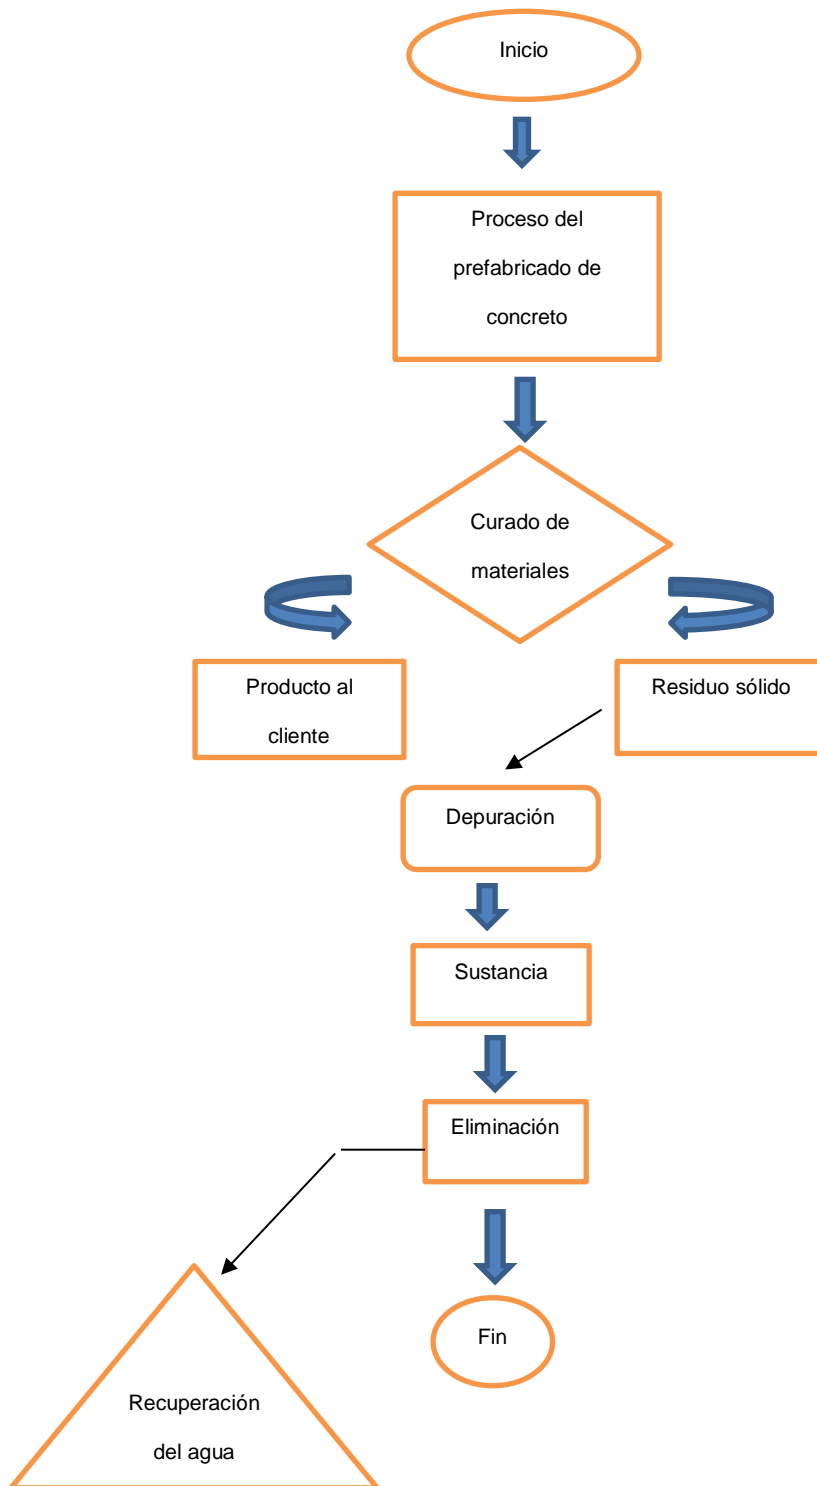 Inicio
Proceso del
prefabricado de
concreto
Curado de
materiales
Producto al
cliente
Residuo sólido
Depuración
Sustancia
Eliminación
Fin
Recuperación
del agua